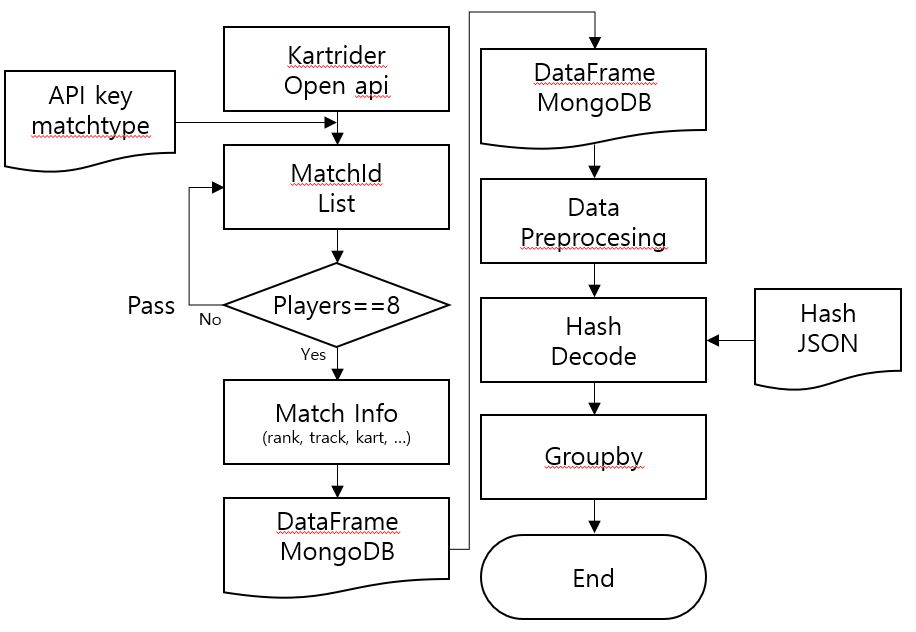 Kartrider
Open api
API key
matchtype
MatchId
List
Players==8
Pass
No
Yes
Match Info
(rank, track, kart, ...)
DataFrame
MongoDB
DataFrame
MongoDB
Data
Preprocesing
Hash
Decode
Hash
JSON
Groupby
End